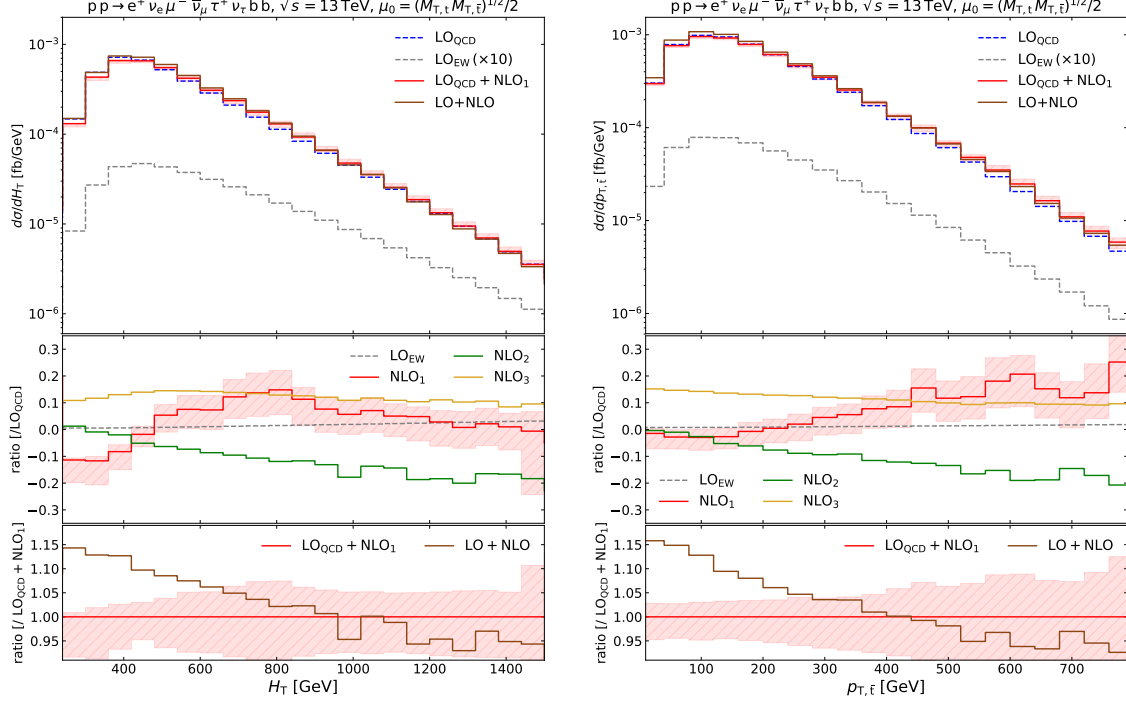 p p → e⁺ νₑ μ⁻ ν̄_μ τ⁺ ν_τ b b̄, √s = 13 TeV, μ₀ = (M_T,t M_T,t̄)^1/2/2
dσ/dH_T [fb/GeV]
10⁻³
10⁻⁴
10⁻⁵
10⁻⁶
LO_QCD
LO_EW (×10)
LO_QCD + NLO₁
LO+NLO
ratio [/LO_QCD]
0.3
0.2
0.1
0.0
−0.1
−0.2
−0.3
LO_EW
NLO₁
NLO₂
NLO₃
ratio [/ LO_QCD + NLO₁]
1.15
1.10
1.05
1.00
0.95
LO_QCD + NLO₁ LO + NLO
400 600 800 1000 1200 1400
H_T [GeV]
p p → e⁺ νₑ μ⁻ ν̄_μ τ⁺ ν_τ b b̄, √s = 13 TeV, μ₀ = (M_T,t M_T,t̄)^1/2/2
dσ/dp_T,t̄ [fb/GeV]
10⁻³
10⁻⁴
10⁻⁵
10⁻⁶
LO_QCD
LO_EW (×10)
LO_QCD + NLO₁
LO+NLO
ratio [/LO_QCD]
0.3
0.2
0.1
0.0
−0.1
−0.2
−0.3
LO_EW
NLO₁
NLO₂
NLO₃
ratio [/ LO_QCD + NLO₁]
1.15
1.10
1.05
1.00
0.95
LO_QCD + NLO₁ LO + NLO
100 200 300 400 500 600 700
p_T,t̄ [GeV]